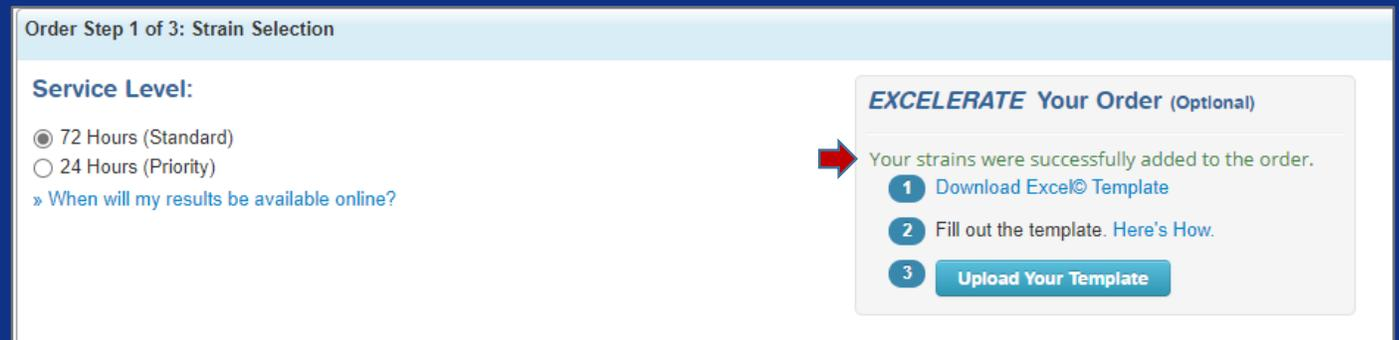 Order Step 1 of 3: Strain Selection
Service Level:
72 Hours (Standard)
24 Hours (Priority)
» When will my results be available online?
EXCELERATE Your Order (Optional)
Your strains were successfully added to the order.
1 Download Excel© Template
2 Fill out the template. Here's How.
3 Upload Your Template